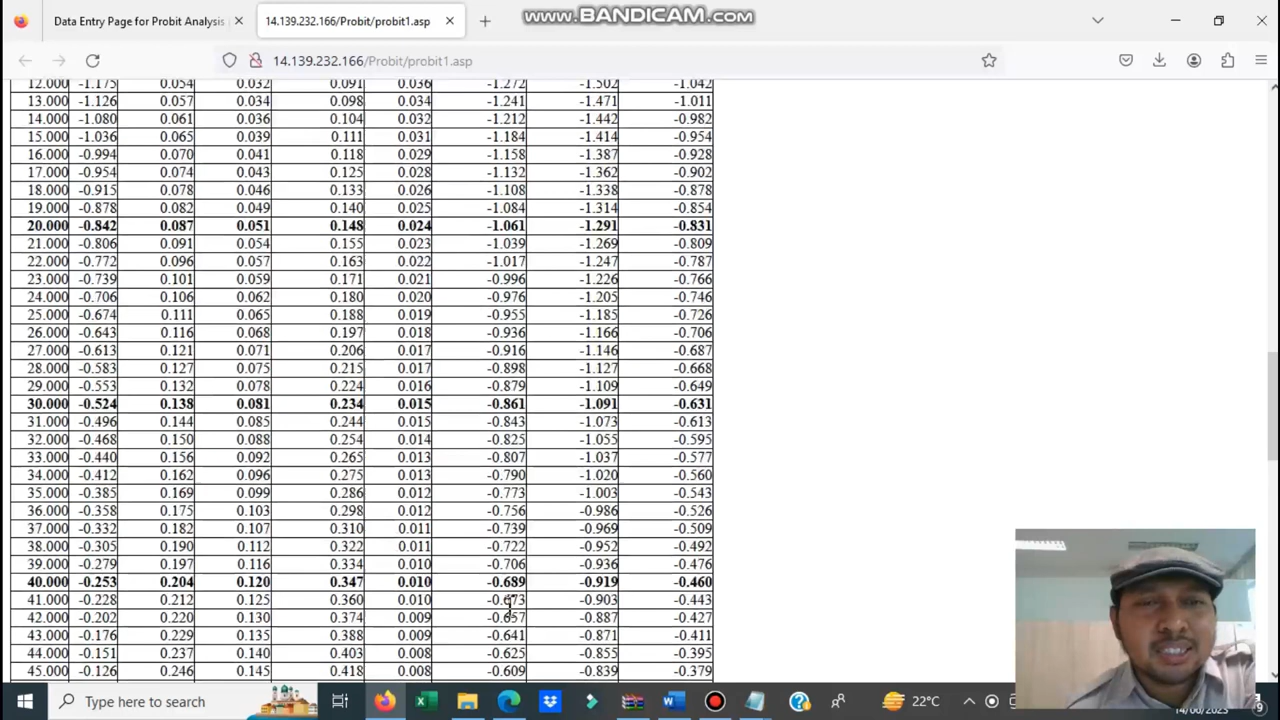 www.BANDICAM.com
Data Entry Page for Probit Analysis
14.139.232.166/Probit/probit1.asp
14.139.232.166/Probit/probit1.asp
12.000 -1.175 0.054 0.032 0.091 0.036 -1.272 -1.502 -1.042
13.000 -1.126 0.057 0.034 0.098 0.034 -1.241 -1.471 -1.011
14.000 -1.080 0.061 0.036 0.104 0.032 -1.212 -1.442 -0.982
15.000 -1.036 0.065 0.039 0.111 0.031 -1.184 -1.414 -0.954
16.000 -0.994 0.070 0.041 0.118 0.029 -1.158 -1.387 -0.928
17.000 -0.954 0.074 0.043 0.125 0.028 -1.132 -1.362 -0.902
18.000 -0.915 0.078 0.046 0.133 0.026 -1.108 -1.338 -0.878
19.000 -0.878 0.082 0.049 0.140 0.025 -1.084 -1.314 -0.854
20.000 -0.842 0.087 0.051 0.148 0.024 -1.061 -1.291 -0.831
21.000 -0.806 0.091 0.054 0.155 0.023 -1.039 -1.269 -0.809
22.000 -0.772 0.096 0.057 0.163 0.022 -1.017 -1.247 -0.787
23.000 -0.739 0.101 0.059 0.171 0.021 -0.996 -1.226 -0.766
24.000 -0.706 0.106 0.062 0.180 0.020 -0.976 -1.205 -0.746
25.000 -0.674 0.111 0.065 0.188 0.019 -0.955 -1.185 -0.726
26.000 -0.643 0.116 0.068 0.197 0.018 -0.936 -1.166 -0.706
27.000 -0.613 0.121 0.071 0.206 0.017 -0.916 -1.146 -0.687
28.000 -0.583 0.127 0.075 0.215 0.017 -0.898 -1.127 -0.668
29.000 -0.553 0.132 0.078 0.224 0.016 -0.879 -1.109 -0.649
30.000 -0.524 0.138 0.081 0.234 0.015 -0.861 -1.091 -0.631
31.000 -0.496 0.144 0.085 0.244 0.015 -0.843 -1.073 -0.613
32.000 -0.468 0.150 0.088 0.254 0.014 -0.825 -1.055 -0.595
33.000 -0.440 0.156 0.092 0.265 0.013 -0.807 -1.037 -0.577
34.000 -0.412 0.162 0.096 0.275 0.013 -0.790 -1.020 -0.560
35.000 -0.385 0.169 0.099 0.286 0.012 -0.773 -1.003 -0.543
36.000 -0.358 0.175 0.103 0.298 0.012 -0.756 -0.986 -0.526
37.000 -0.332 0.182 0.107 0.310 0.011 -0.739 -0.969 -0.509
38.000 -0.305 0.190 0.112 0.322 0.011 -0.722 -0.952 -0.492
39.000 -0.279 0.197 0.116 0.334 0.010 -0.706 -0.936 -0.476
40.000 -0.253 0.204 0.120 0.347 0.010 -0.689 -0.919 -0.460
41.000 -0.228 0.212 0.125 0.360 0.010 -0.673 -0.903 -0.443
42.000 -0.202 0.220 0.130 0.374 0.009 -0.657 -0.887 -0.427
43.000 -0.176 0.229 0.135 0.388 0.009 -0.641 -0.871 -0.411
44.000 -0.151 0.237 0.140 0.403 0.008 -0.625 -0.855 -0.395
45.000 -0.126 0.246 0.145 0.418 0.008 -0.609 -0.839 -0.379
Type here to search
22°C